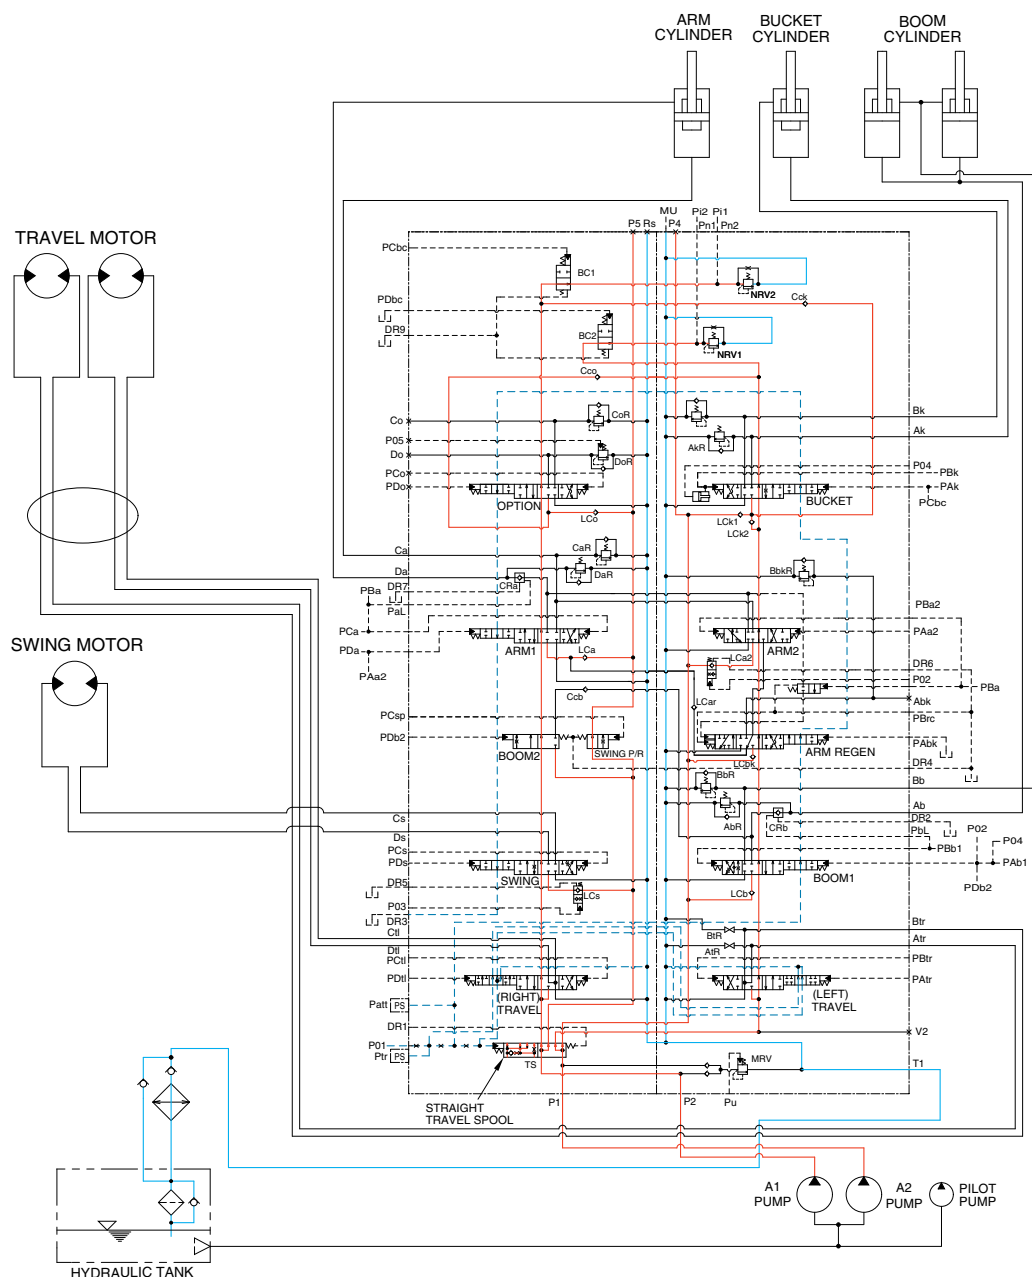 ARM CYLINDER
BUCKET CYLINDER
BOOM CYLINDER
TRAVEL MOTOR
MU
Pi2 Pi1
P5 Rs P4 Pn1 Pn2
PCbc
BC1
NRV2
Cck
PDbc
DR9
BC2
NRV1
Cco
Co
CoR
Bk
P05
AkR
Ak
Do
DoR
PCo
P04
PBk
PDo
PAk
PCbc
OPTION
BUCKET
LCo
LCk1
LCk2
Ca
CaR
Da
DaR
BbkR
DR7
CRa
PBa
PaL
PBa2
PCa
PAa2
PDa
ARM1
ARM2
PAa2
LCa
LCa2
DR6
SWING MOTOR
Ccb
P02
PBa
LCar
Abk
PCsp
PBrc
PDb2
PAbk
BOOM2
SWING P/R
ARM REGEN
LCbk
DR4
BbR
Bb
Ab
Cs
AbR
CRb
DR2
PbL
P02
P04
Ds
PCs
PBb1
PDs
PAb1
SWING
BOOM1
PDb2
DR5
LCs
LCb
P03
DR3
Ctl
BtR
Btr
Dtl
AtR
Atr
PCtl
PBtr
PDtl
PAtr
(RIGHT) TRAVEL
(LEFT) TRAVEL
Patt PS
DR1
V2
P01
Ptr PS
TS
MRV
T1
STRAIGHT
TRAVEL SPOOL
P1
P2
Pu
A1 PUMP
A2 PUMP
PILOT PUMP
HYDRAULIC TANK